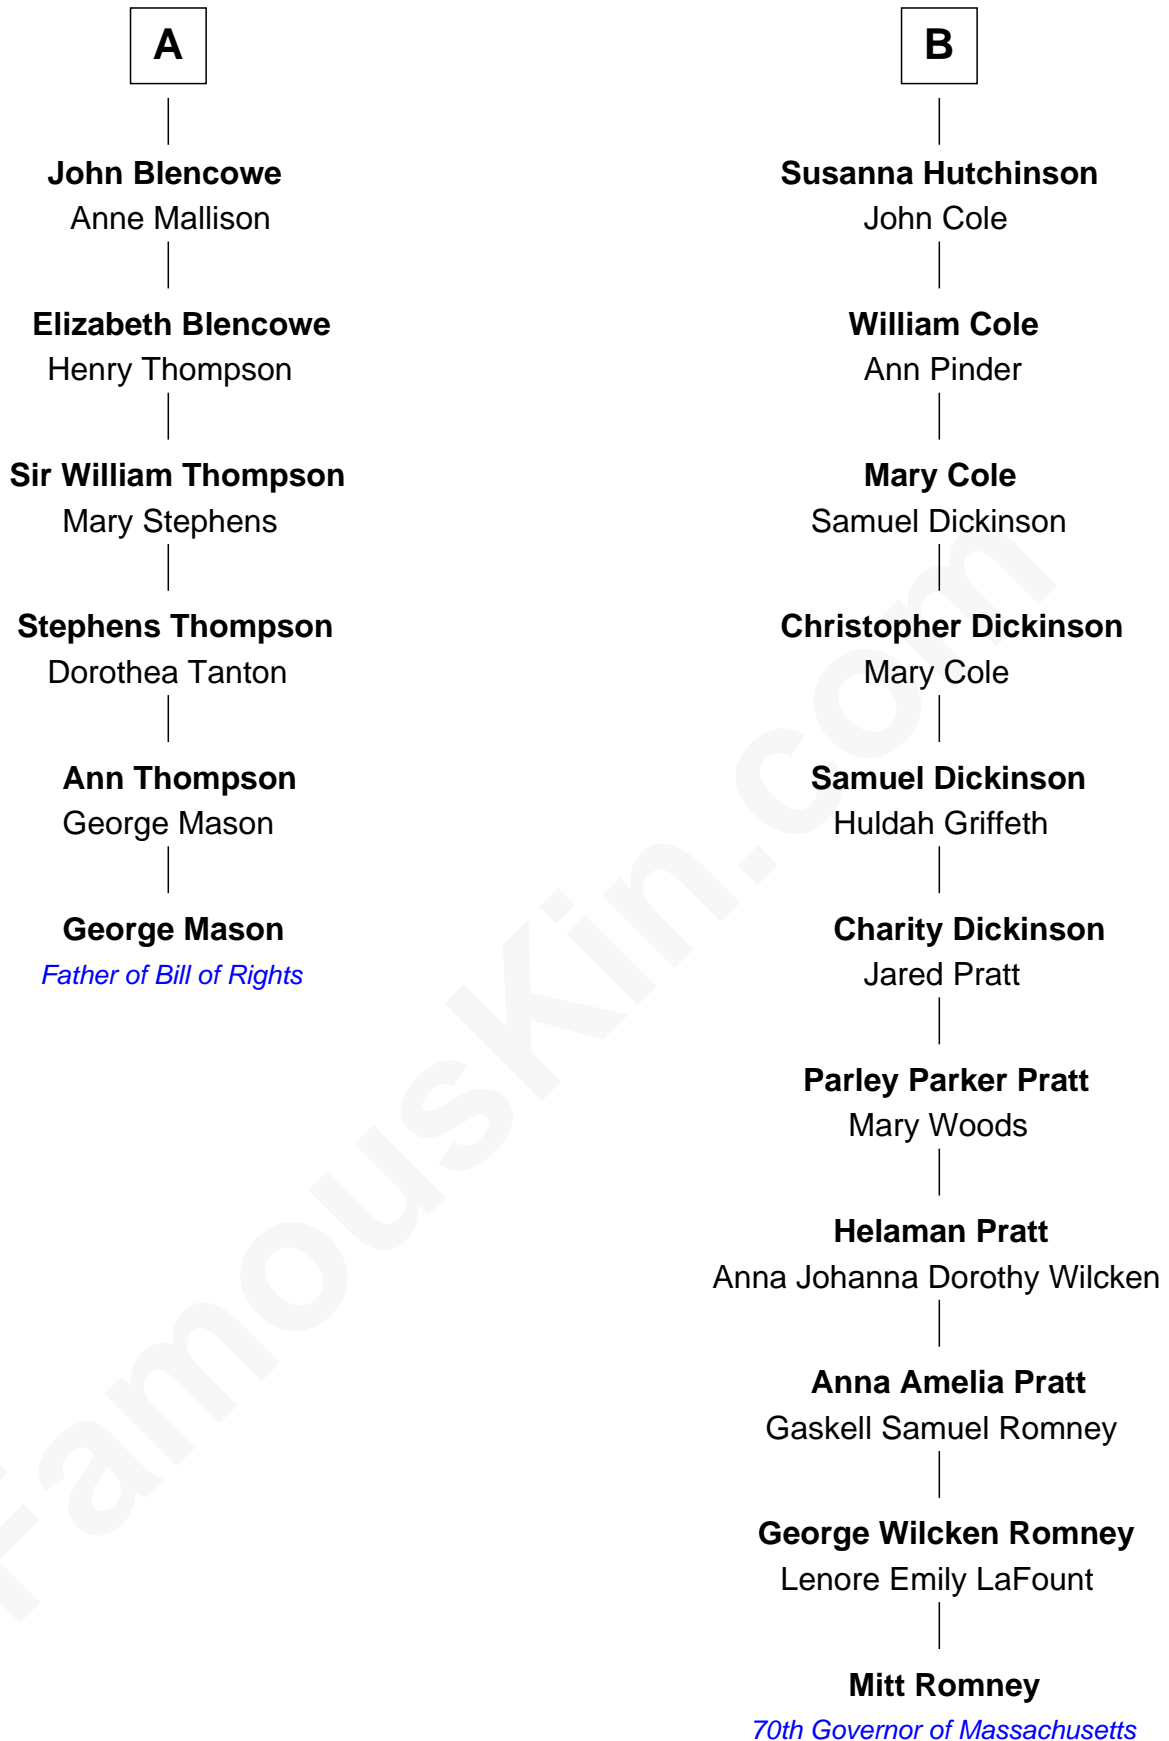 A
John Blencowe
Anne Mallison
Elizabeth Blencowe
Henry Thompson
Sir William Thompson
Mary Stephens
Stephens Thompson
Dorothea Tanton
Ann Thompson
George Mason
George Mason
Father of Bill of Rights
B
Susanna Hutchinson
John Cole
William Cole
Ann Pinder
Mary Cole
Samuel Dickinson
Christopher Dickinson
Mary Cole
Samuel Dickinson
Huldah Griffeth
Charity Dickinson
Jared Pratt
Parley Parker Pratt
Mary Woods
Helaman Pratt
Anna Johanna Dorothy Wilcken
Anna Amelia Pratt
Gaskell Samuel Romney
George Wilcken Romney
Lenore Emily LaFount
Mitt Romney
70th Governor of Massachusetts
FamousKin.com